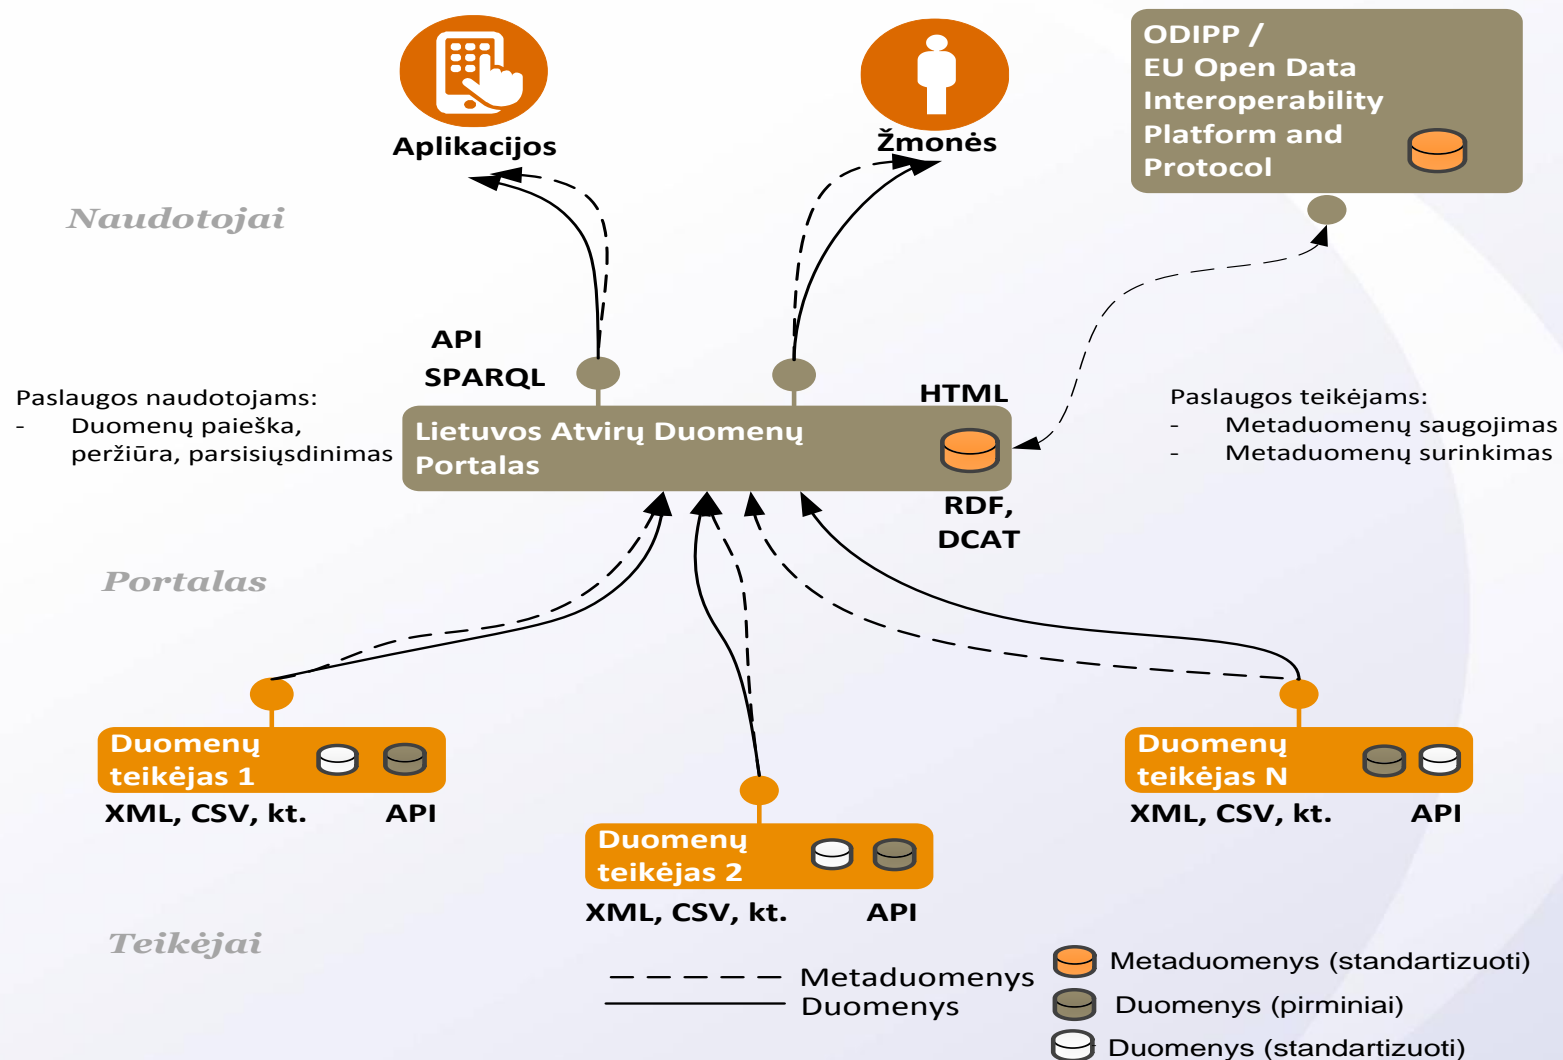 ODIPP /
EU Open Data
Interoperability
Platform and
Protocol
Aplikacijos
Žmonės
Naudotojai
API
SPARQL
HTML
Paslaugos naudotojams:
- Duomenų paieška,
peržiūra, parsisiųsdinimas
Lietuvos Atvirų Duomenų
Portalas
Paslaugos teikėjams:
- Metaduomenų saugojimas
- Metaduomenų surinkimas
RDF,
DCAT
Portalas
Duomenų
teikėjas 1
XML, CSV, kt. API
Duomenų
teikėjas 2
XML, CSV, kt. API
Duomenų
teikėjas N
XML, CSV, kt. API
Teikėjai
Metaduomenys
Duomenys
Metaduomenys (standartizuoti)
Duomenys (pirminiai)
Duomenys (standartizuoti)